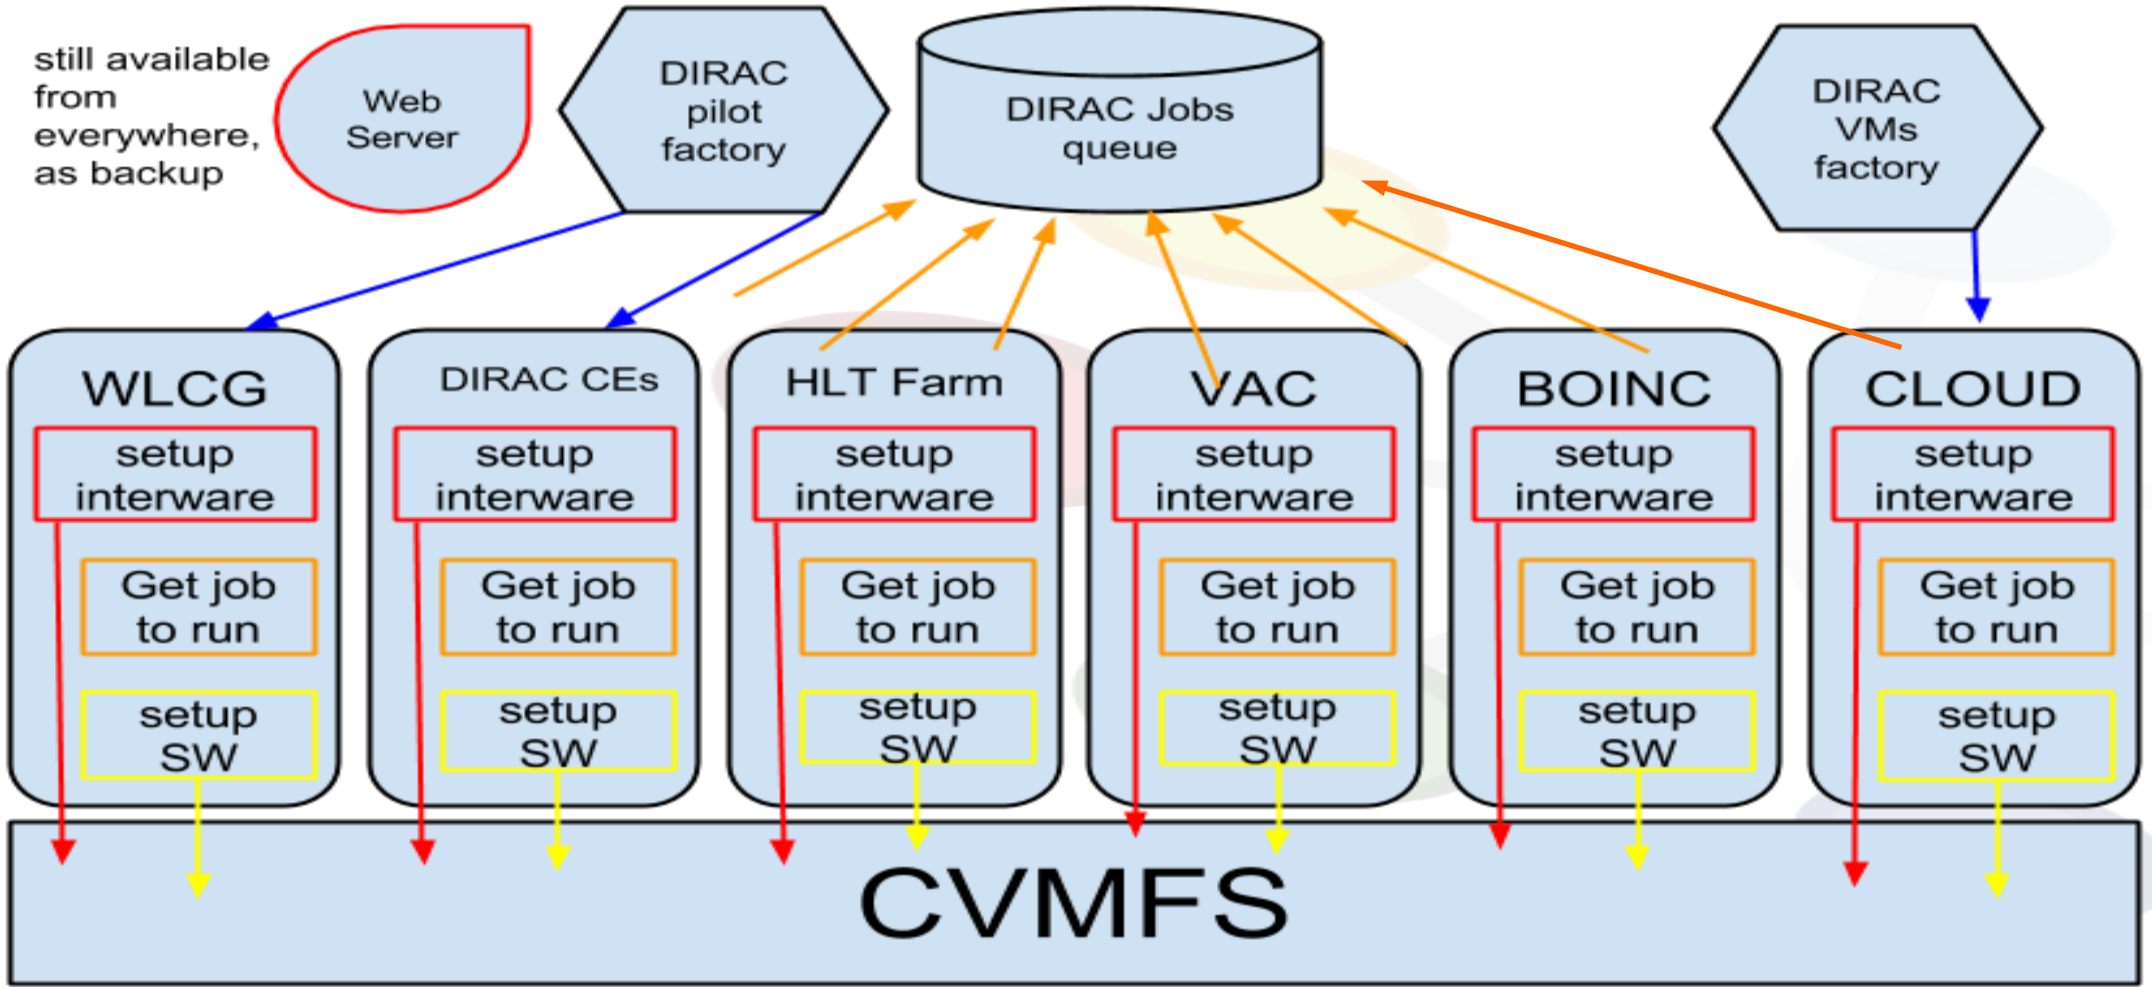 still available
from
everywhere,
as backup
Web
Server
DIRAC
pilot
factory
DIRAC Jobs
queue
DIRAC
VMs
factory
WLCG
setup
interware
Get job
to run
setup
SW
DIRAC CEs
setup
interware
Get job
to run
setup
SW
HLT Farm
setup
interware
Get job
to run
setup
SW
VAC
setup
interware
Get job
to run
setup
SW
BOINC
setup
interware
Get job
to run
setup
SW
CLOUD
setup
interware
Get job
to run
setup
SW
CVMFS